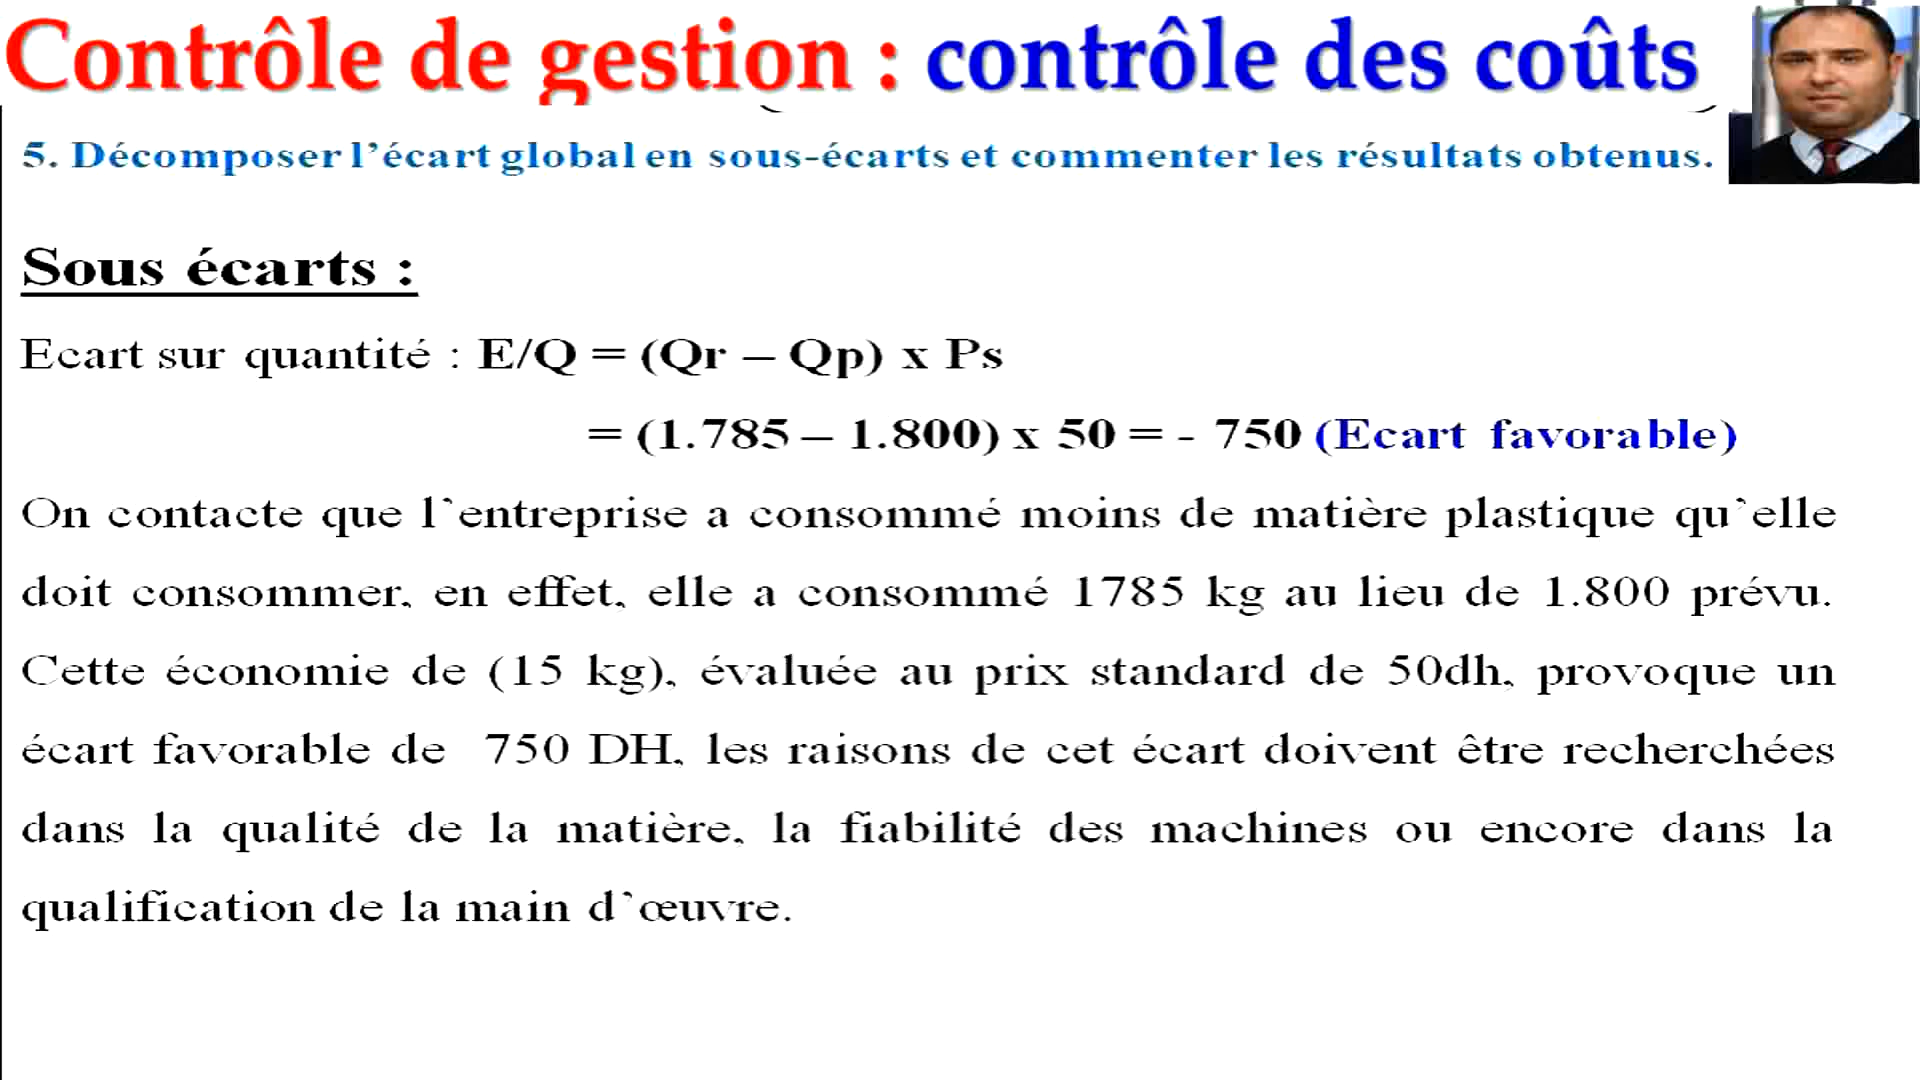 Contrôle de gestion : contrôle des coûts
5. Décomposer l’écart global en sous-écarts et commenter les résultats obtenus.
Sous écarts :
Ecart sur quantité : E/Q = (Qr – Qp) x Ps
= (1.785 – 1.800) x 50 = - 750 (Ecart favorable)
On contacte que l’entreprise a consommé moins de matière plastique qu’elle
doit consommer, en effet, elle a consommé 1785 kg au lieu de 1.800 prévu.
Cette économie de (15 kg), évaluée au prix standard de 50dh, provoque un
écart favorable de 750 DH, les raisons de cet écart doivent être recherchées
dans la qualité de la matière, la fiabilité des machines ou encore dans la
qualification de la main d’œuvre.